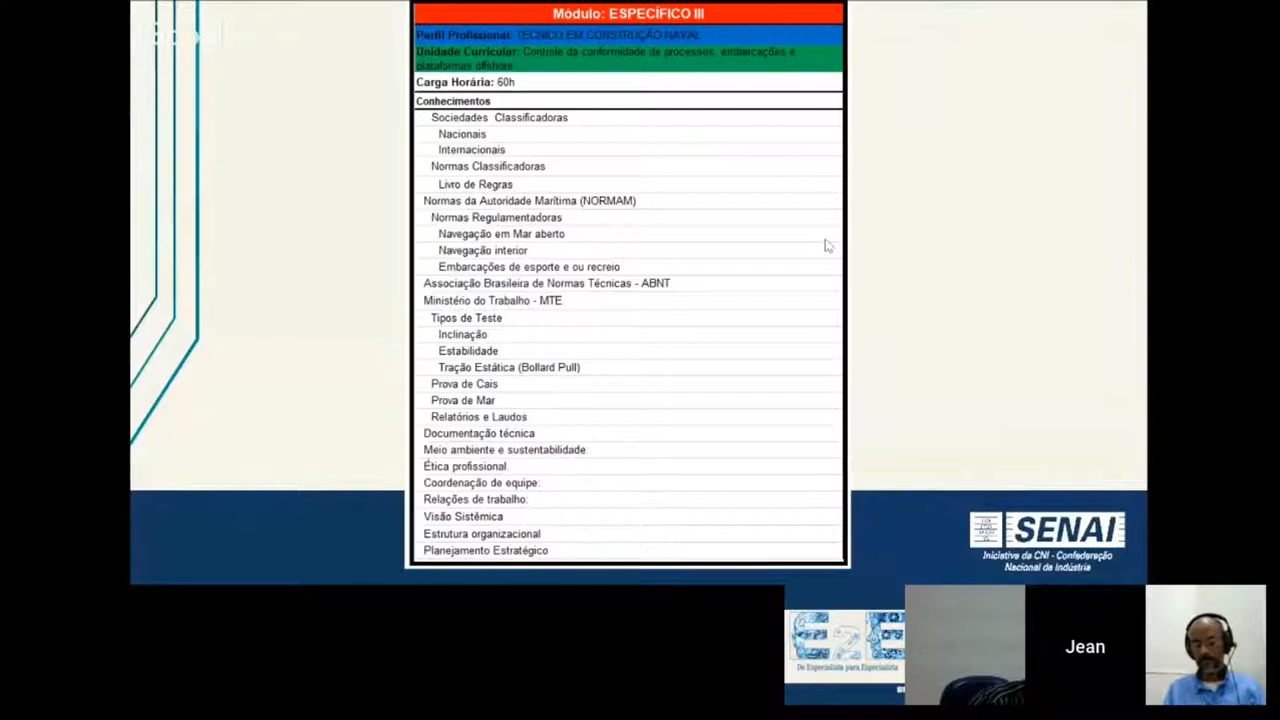 Módulo: ESPECÍFICO III
Perfil Profissional: TÉCNICO EM CONSTRUÇÃO NAVAL
Unidade Curricular: Controle da conformidade de processos, embarcações e
plataformas offshore
Carga Horária: 60h
Conhecimentos
Sociedades Classificadoras
Nacionais
Internacionais
Normas Classificadoras
Livro de Regras
Normas da Autoridade Marítima (NORMAM)
Normas Regulamentadoras
Navegação em Mar aberto
Navegação interior
Embarcações de esporte e ou recreio
Associação Brasileira de Normas Técnicas - ABNT
Ministério do Trabalho - MTE
Tipos de Teste
Inclinação
Estabilidade
Tração Estática (Bollard Pull)
Prova de Cais
Prova de Mar
Relatórios e Laudos
Documentação técnica
Meio ambiente e sustentabilidade
Ética profissional
Coordenação de equipe:
Relações de trabalho:
Visão Sistêmica
Estrutura organizacional
Planejamento Estratégico
SENAI
Iniciativa da CNI - Confederação
Nacional da Indústria
E2E
De Especialista para Especialista
Jean